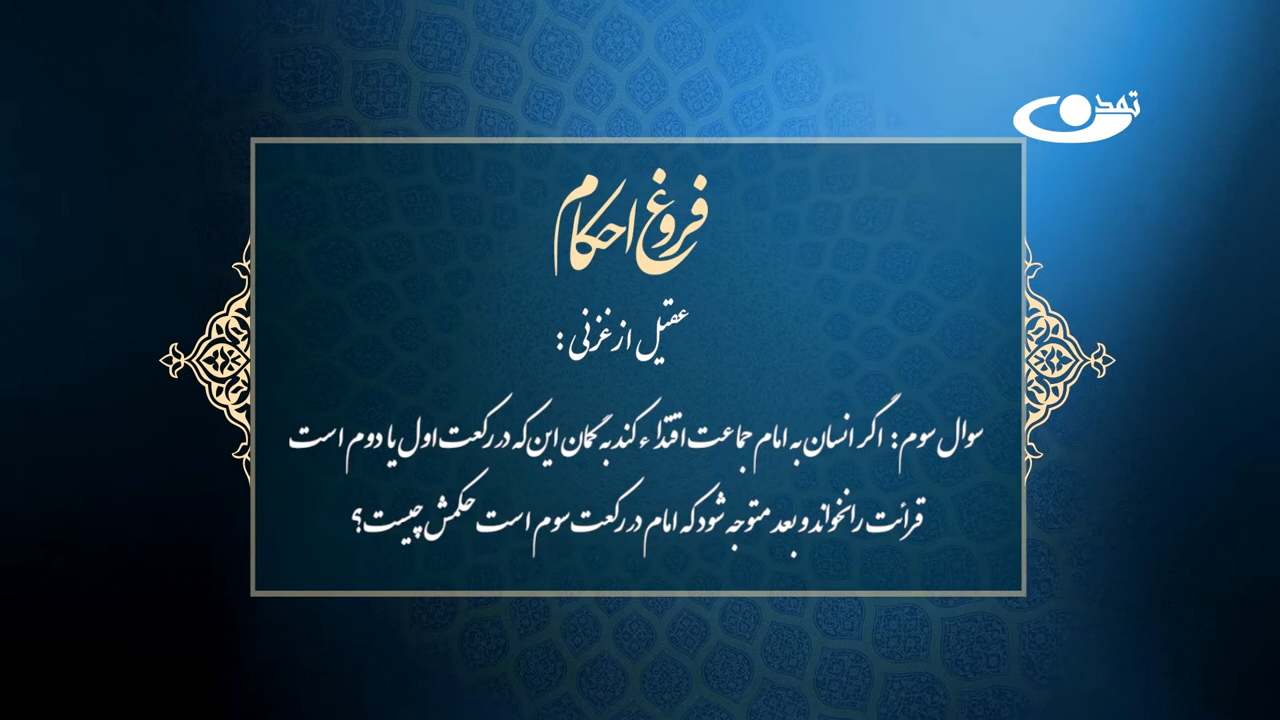 تمدن
فروغ احکام
عقیل از غزنی :
سوال سوم: اگر انسان به امام جماعت اقتداء کند به گمان این که در رکعت اول یا دوم است
قرائت را نخواند و بعد متوجه شود که امام در رکعت سوم است حکمش چیست؟